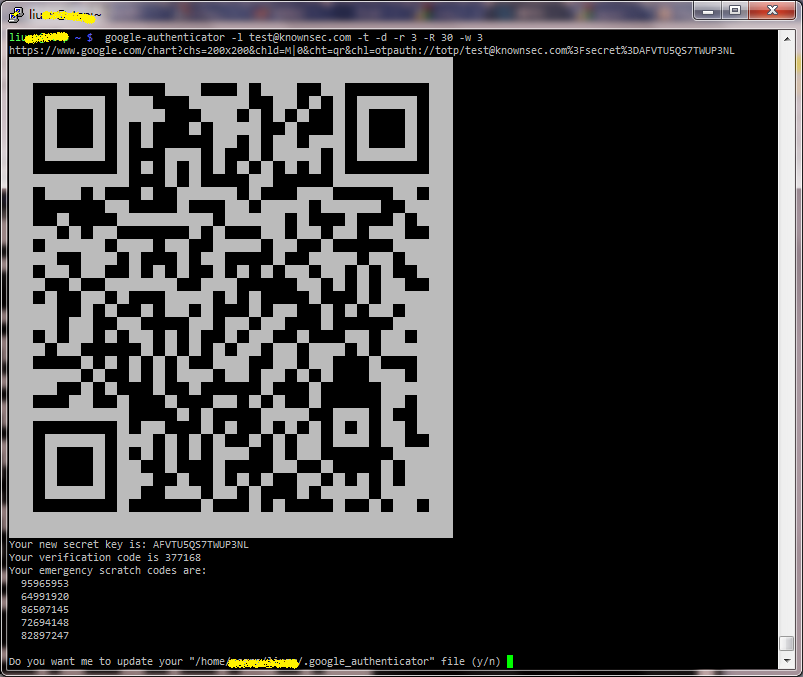 liu
liu ~ $ google-authenticator -l test@knownsec.com -t -d -r 3 -R 30 -w 3
https://www.google.com/chart?chs=200x200&chld=M|0&cht=qr&chl=otpauth://totp/test@knownsec.com%3Fsecret%3DAFVTU5QS7TWUP3NL
Your new secret key is: AFVTU5QS7TWUP3NL
Your verification code is 377168
Your emergency scratch codes are:
95965953
64991920
86507145
72694148
82897247
Do you want me to update your "/home/ /.google_authenticator" file (y/n)